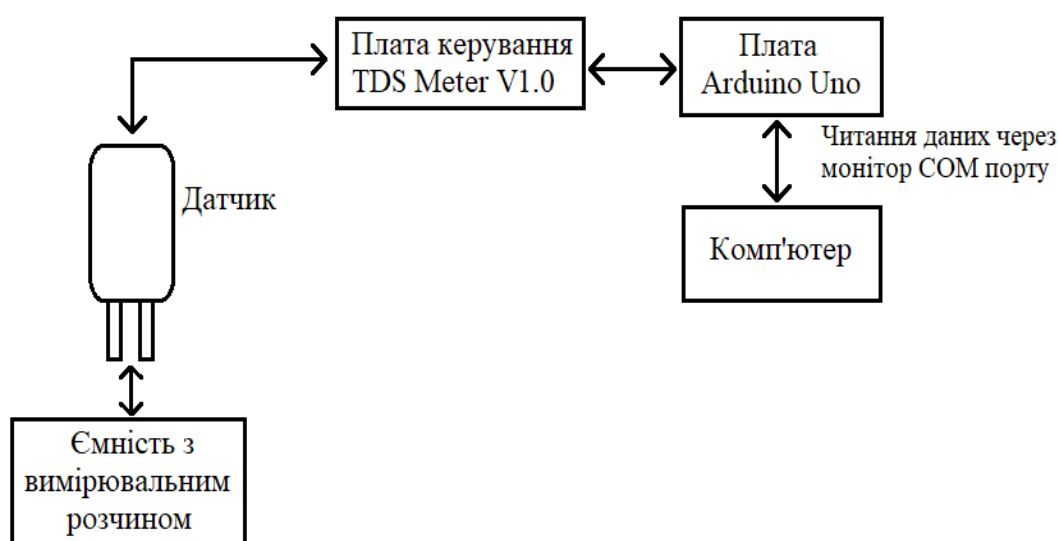 Плата керування
TDS Meter V1.0
Плата
Arduino Uno
Читання даних через
монітор COM порту
Датчик
Комп'ютер
Ємність з
вимірювальним
розчином